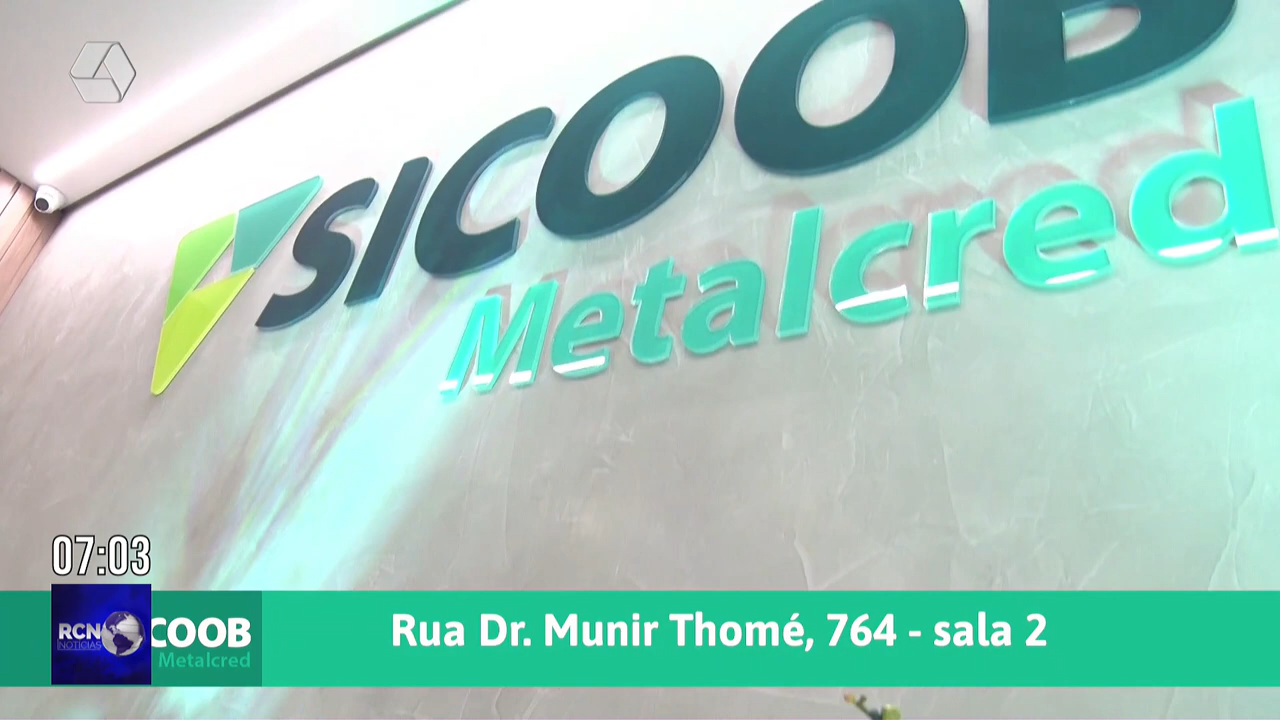 SICOOB
Metalcred
07:03
RCN
NOTÍCIAS
COOB
Metalcred
Rua Dr. Munir Thomé, 764 - sala 2